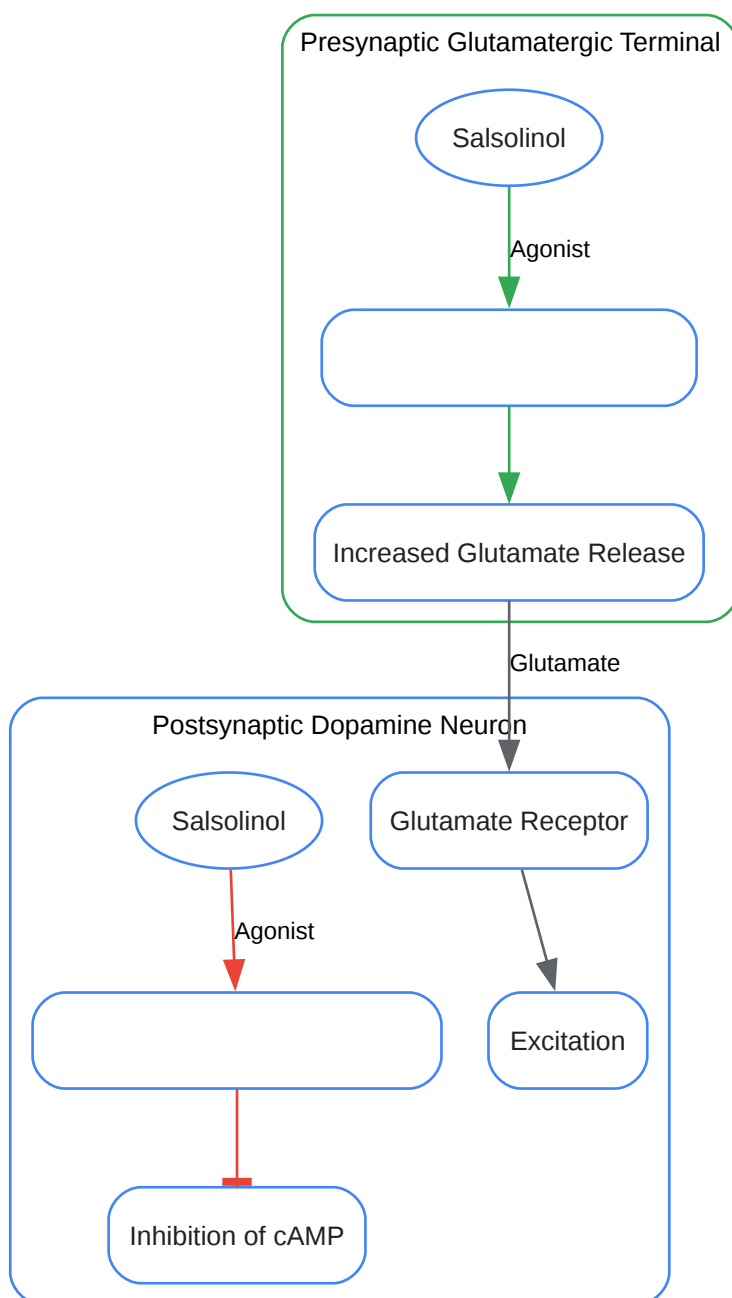 Presynaptic Glutamatergic Terminal
Salsolinol
Agonist
Increased Glutamate Release
Glutamate
Postsynaptic Dopamine Neuron
Salsolinol
Glutamate Receptor
Agonist
Excitation
Inhibition of cAMP